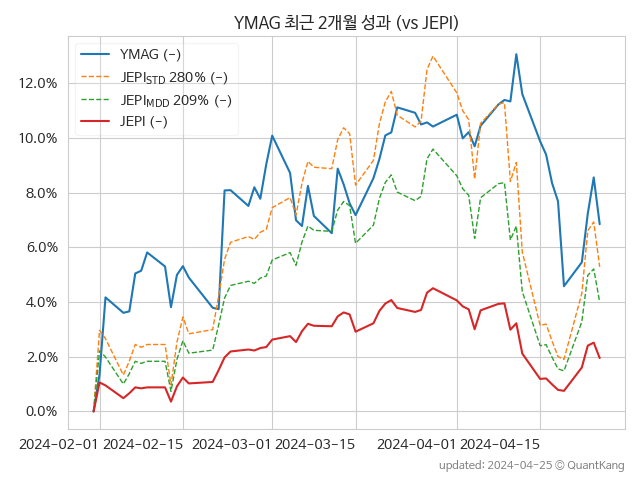 YMAG 최근 2개월 성과 (vs JEPI)
YMAG (-)
JEPI_STD 280% (-)
JEPI_MDD 209% (-)
JEPI (-)
12.0%
10.0%
8.0%
6.0%
4.0%
2.0%
0.0%
2024-02-01 2024-02-15 2024-03-01 2024-03-15 2024-04-01 2024-04-15
updated: 2024-04-25 © QuantKang